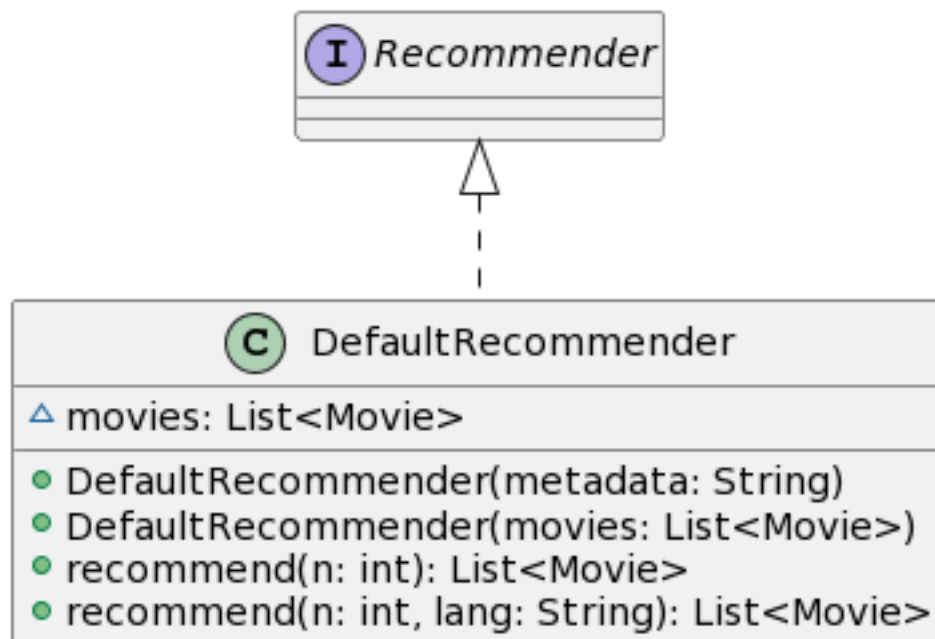 I Recommender
C DefaultRecommender
movies: List<Movie>
DefaultRecommender(metadata: String)
DefaultRecommender(movies: List<Movie>)
recommend(n: int): List<Movie>
recommend(n: int, lang: String): List<Movie>